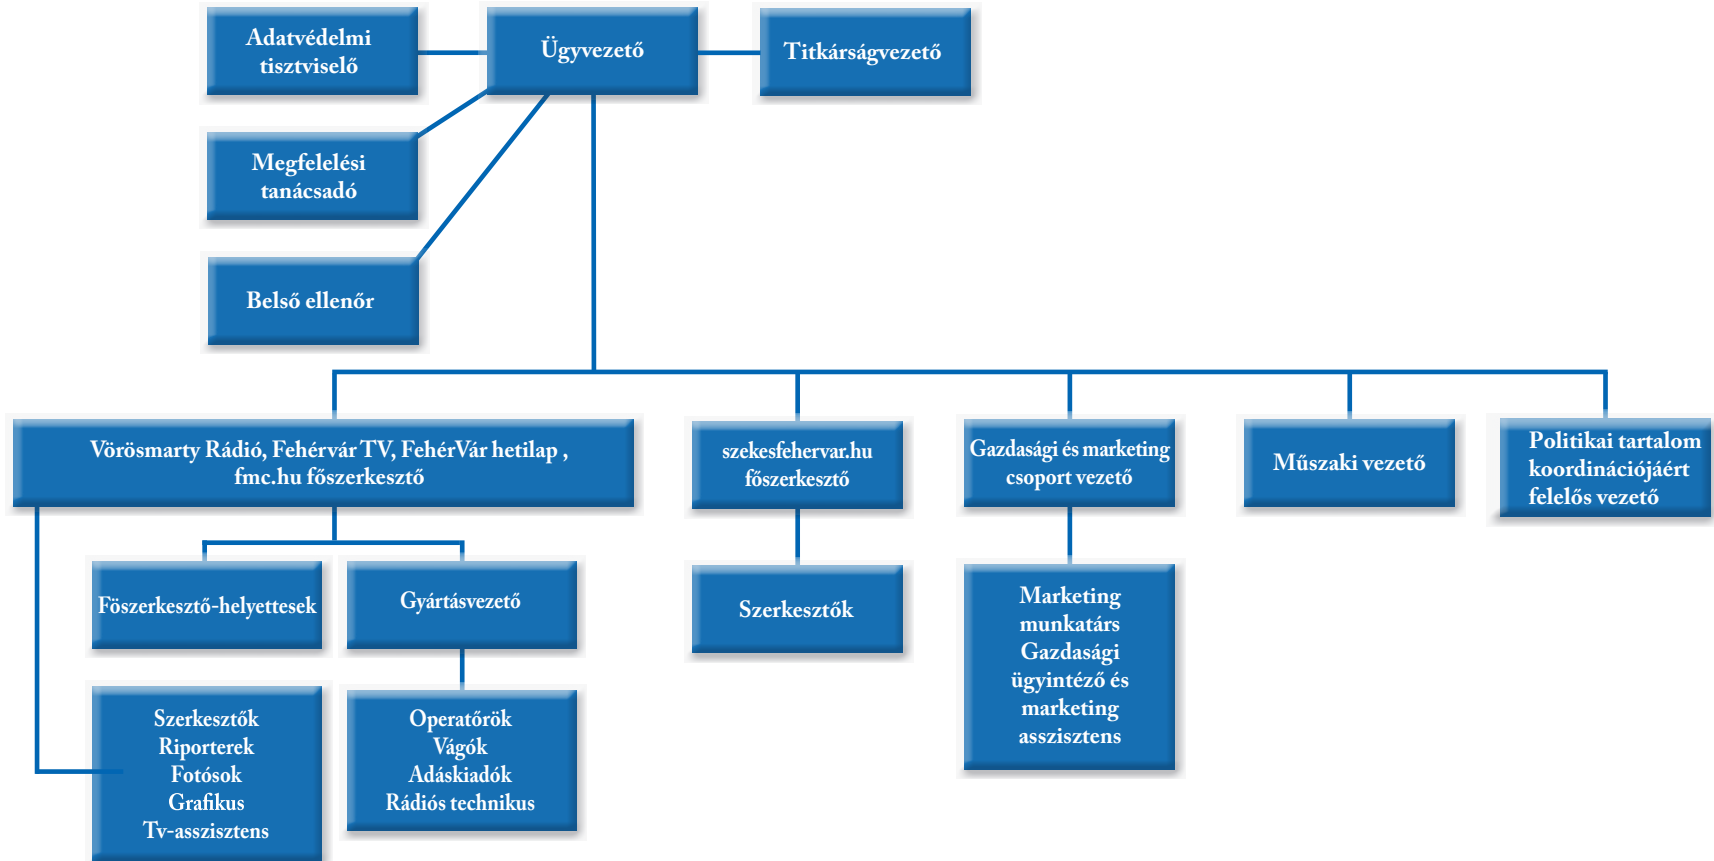 Adatvédelmi
tisztviselő
Ügyvezető
Titkárságvezető
Megfelelési
tanácsadó
Belső ellenőr
Vörösmarty Rádió, Fehérvár TV, FehérVár hetilap ,
fmc.hu főszerkesztő
szekesfehervar.hu
főszerkesztő
Gazdasági és marketing
csoport vezető
Műszaki vezető
Politikai tartalom
koordinációjáért
felelős vezető
Föszerkesztő-helyettesek
Gyártásvezető
Szerkesztők
Marketing
munkatárs
Gazdasági
ügyintéző és
marketing
asszisztens
Szerkesztők
Riporterek
Fotósok
Grafikus
Tv-asszisztens
Operatőrök
Vágók
Adáskiadók
Rádiós technikus